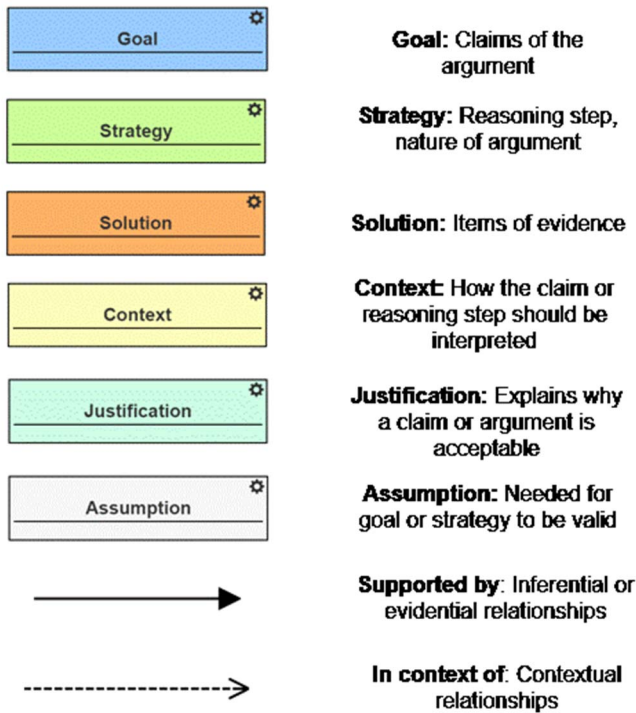 Goal
Goal: Claims of the
argument
Strategy
Strategy: Reasoning step,
nature of argument
Solution
Solution: Items of evidence
Context
Context: How the claim or
reasoning step should be
interpreted
Justification
Justification: Explains why
a claim or argument is
acceptable
Assumption
Assumption: Needed for
goal or strategy to be valid
Supported by: Inferential or
evidential relationships
In context of: Contextual
relationships